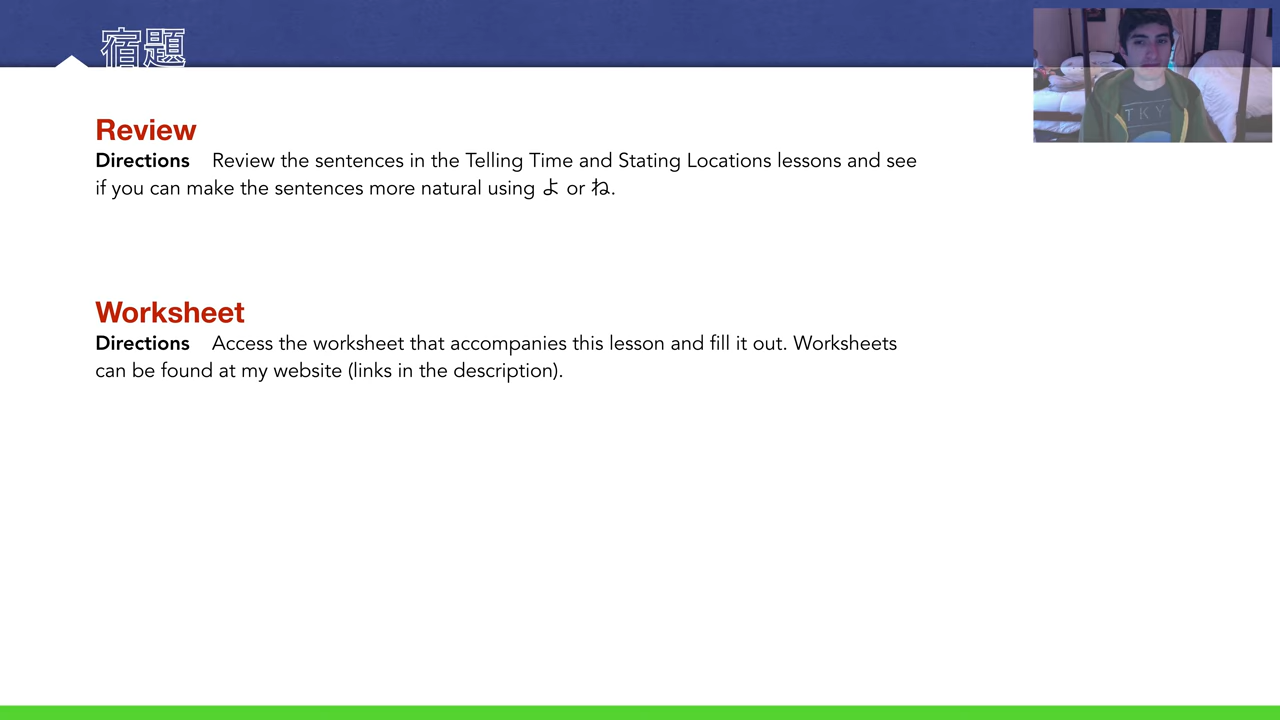 宿題
Review
Directions Review the sentences in the Telling Time and Stating Locations lessons and see
if you can make the sentences more natural using よ or ね.
Worksheet
Directions Access the worksheet that accompanies this lesson and fill it out. Worksheets
can be found at my website (links in the description).
TKY